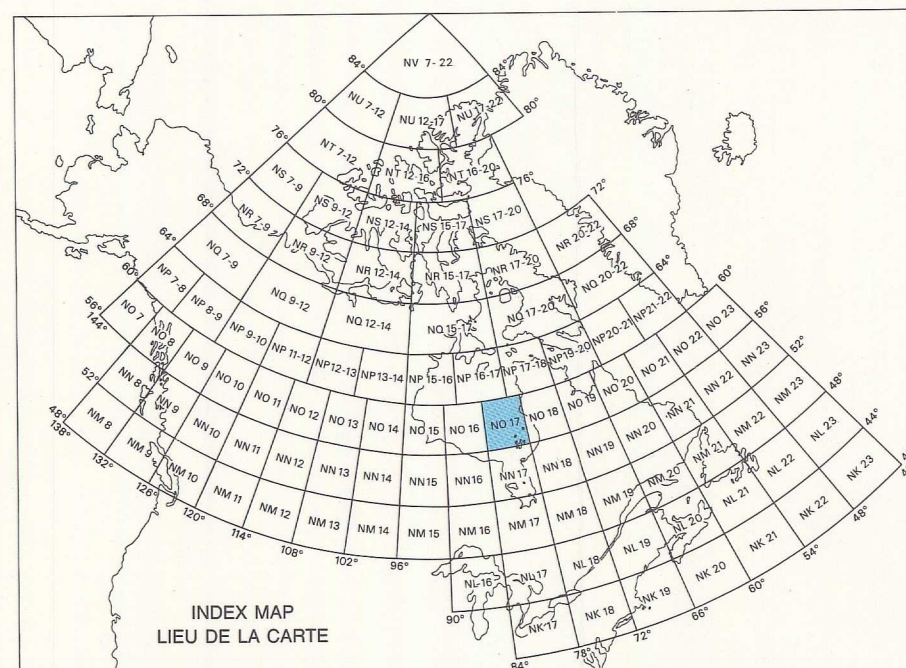 NV 7-22
84°
84°
80°
NU 7-12
NU 12-17
NU 17-22
80°
76°
NT 7-12
NT 12-16
NT 16-20
76°
72°
NS 7-9
NS 9-12
NS 12-14
NS 15-17
NS 17-20
72°
68°
NR 7-9
NR 9-12
NR 12-14
NR 15-17
NR 17-20
NR 20-22
68°
64°
NQ 7-9
NQ 9-12
NQ 12-14
NQ 15-17
NQ 17-20
NQ 20-22
64°
60°
NP 7-8
NP 8-9
NP 9-10
NP 11-12
NP12-13
NP13-14
NP 15-16
NP 16-17
NP 17-18
NP19-20
NP20-21
NP21-22
60°
56°
144°
NO 7
NO 8
NO 9
NO 10
NO 11
NO 12
NO 13
NO 14
NO 15
NO 16
NO 17
NO 18
NO 19
NO 20
NO 21
NO 22
NO 23
56°
52°
NN 8
NN 9
NN10
NN 11
NN 12
NN 13
NN 14
NN15
NN16
NN 17
NN 18
NN19
NN 20
NN 21
NN 22
NN 23
52°
48°
138°
NM 8
NM 9
NM 10
NM 11
NM 12
NM 13
NM 14
NM 15
NM 16
NM 17
NM 18
NM 19
NM 20
NM 21
NM 22
NM 23
48°
132°
126°
120°
114°
108°
102°
96°
NL 16
NL 17
NL 18
NL 19
NL 20
NL 21
NL 22
NL 23
44°
90°
NK 17
NK 18
NK 19
NK 20
NK 21
NK 22
NK 23
84°
78°
72°
66°
60°
54°
48°
INDEX MAP
LIEU DE LA CARTE